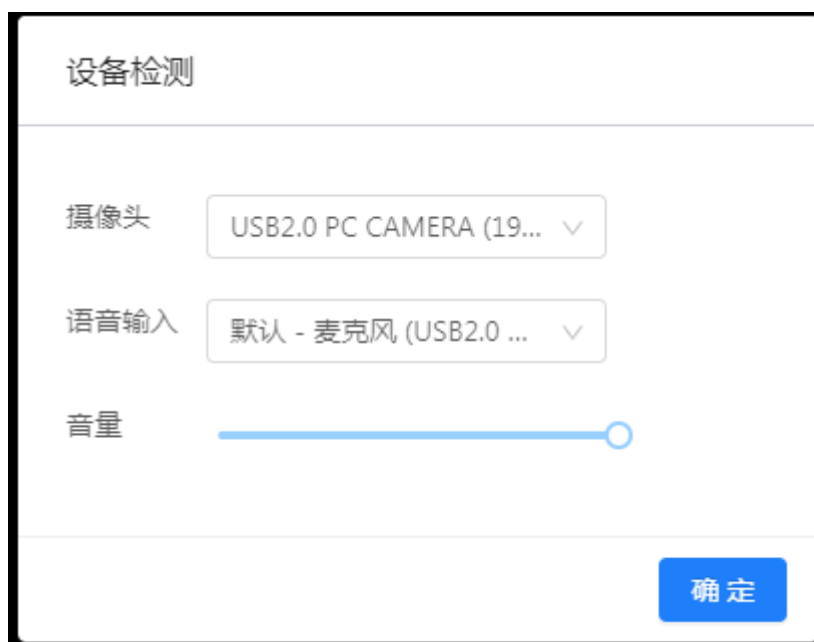 设备检测
摄像头
USB2.0 PC CAMERA (19...
语音输入
默认 - 麦克风 (USB2.0 ...
音量
确 定